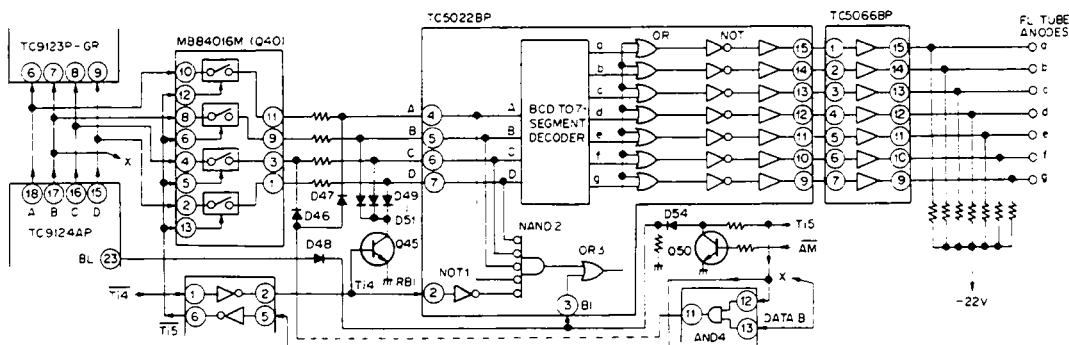 TC5022BP
TC5066BP
FL TUBE
ANODES
TC9123P-GR
MB84016M (Q40)
OR NOT
6 7 8 9
10
12
8
6
4
5
2
13
11
9
3
1
A
B
C
D
4
5
6
7
A
B
C
D
BCD TO 7-
SEGMENT
DECODER
a
b
c
d
e
f
g
15
14
13
12
11
10
9
1
2
3
4
5
6
7
15
14
13
12
11
10
9
a
b
c
d
e
f
g
X
18 17 16 15
A B C D
TC9124AP
BL 23
D47
D46
D49
D51
D48
Q45
RBI
NAND 2
OR 3
NOT1
2
3 BI
D54
Q50
Ti5
AM
X
-22V
Ti4
1 2
Ti4
Ti5
6 5
11
12
13
DATA B
AND4